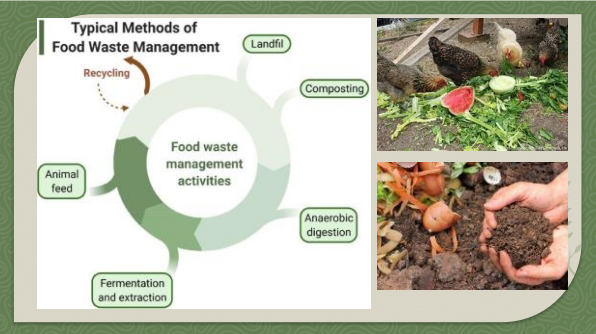 Typical Methods of
Food Waste Management
Recycling
Landfil
Composting
Food waste
management
activities
Animal
feed
Anaerobic
digestion
Fermentation
and extraction